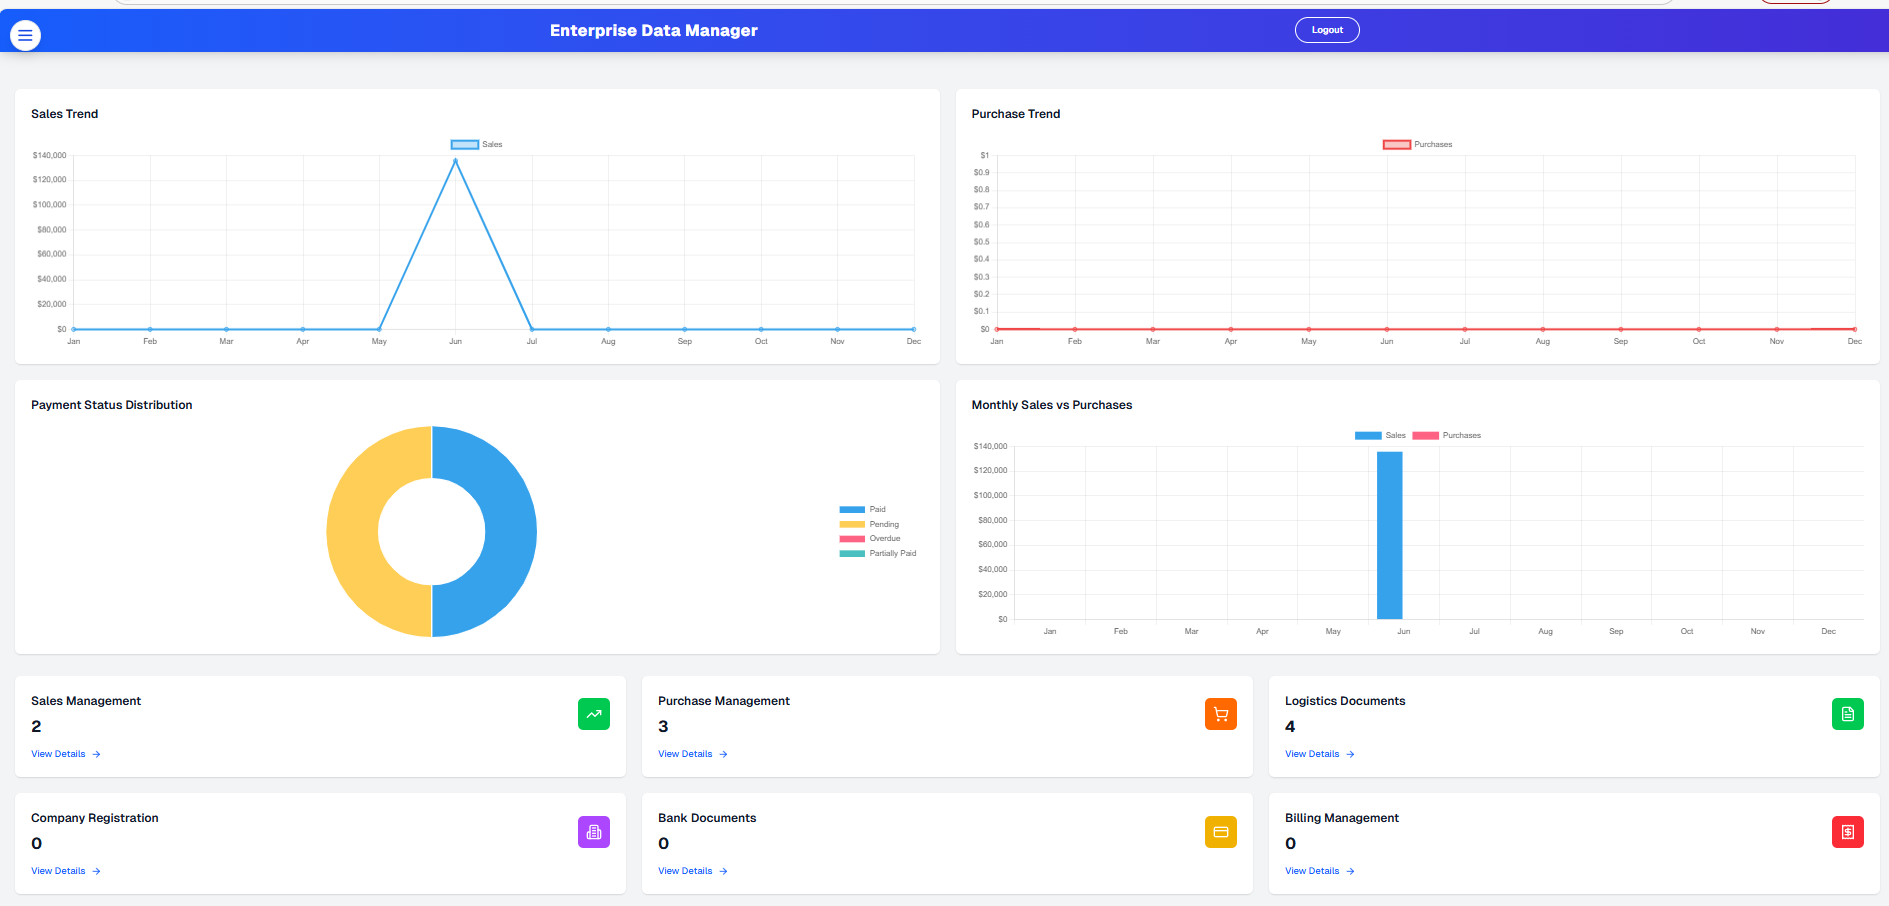 Enterprise Data Manager
Logout
Sales Trend
Sales
$140,000
$120,000
$100,000
$80,000
$60,000
$40,000
$20,000
$0
Jan Feb Mar Apr May Jun Jul Aug Sep Oct Nov Dec
Purchase Trend
Purchases
$1
$0.9
$0.8
$0.7
$0.6
$0.5
$0.4
$0.3
$0.2
$0.1
$0
Jan Feb Mar Apr May Jun Jul Aug Sep Oct Nov Dec
Payment Status Distribution
Paid
Pending
Overdue
Partially Paid
Monthly Sales vs Purchases
Sales Purchases
$140,000
$120,000
$100,000
$80,000
$60,000
$40,000
$20,000
$0
Jan Feb Mar Apr May Jun Jul Aug Sep Oct Nov Dec
Sales Management
2
View Details →
Purchase Management
3
View Details →
Logistics Documents
4
View Details →
Company Registration
0
View Details →
Bank Documents
0
View Details →
Billing Management
0
View Details →